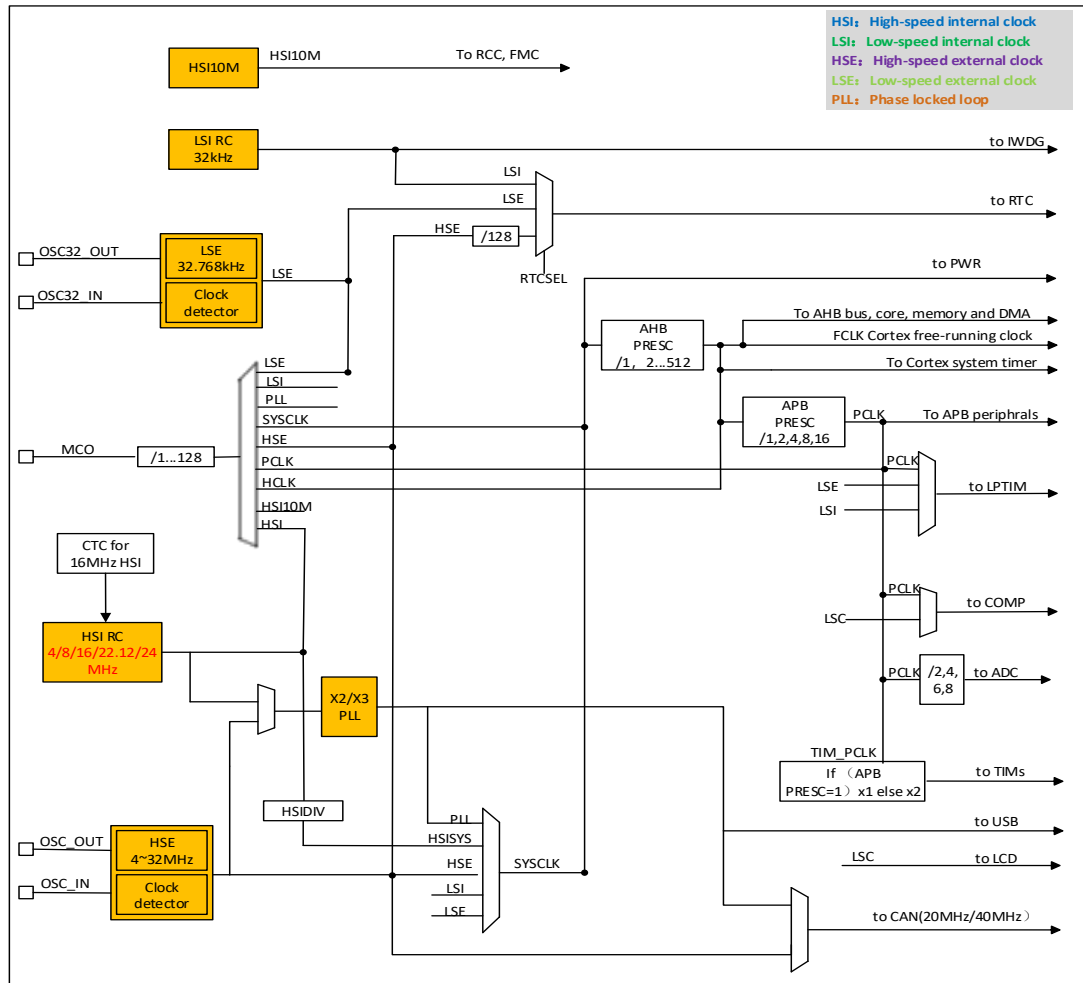 HSI：High-speed internal clock
LSI：Low-speed internal clock
HSE：High-speed external clock
LSE：Low-speed external clock
PLL：Phase locked loop
HSI10M
HSI10M
To RCC, FMC
LSI RC
32kHz
to IWDG
LSI
LSE
HSE
/128
RTCSEL
to RTC
OSC32_OUT
OSC32_IN
LSE
32.768kHz
Clock
detector
LSE
to PWR
AHB
PRESC
/1, 2...512
To AHB bus, core, memory and DMA
FCLK Cortex free-running clock
To Cortex system timer
APB
PRESC
/1,2,4,8,16
PCLK
To APB periphrals
MCO
/1...128
LSE
LSI
PLL
SYSCLK
HSE
PCLK
HCLK
HSI10M
HSI
PCLK
LSE
LSI
to LPTIM
CTC for
16MHz HSI
HSI RC
4/8/16/22.12/24
MHz
PCLK
LSC
to COMP
PCLK
/2,4,
6,8
to ADC
X2/X3
PLL
TIM_PCLK
If （APB
PRESC=1）x1 else x2
to TIMs
HSIDIV
to USB
OSC_OUT
OSC_IN
HSE
4~32MHz
Clock
detector
PLL
HSISYS
HSE
LSI
LSE
SYSCLK
LSC
to LCD
to CAN(20MHz/40MHz）